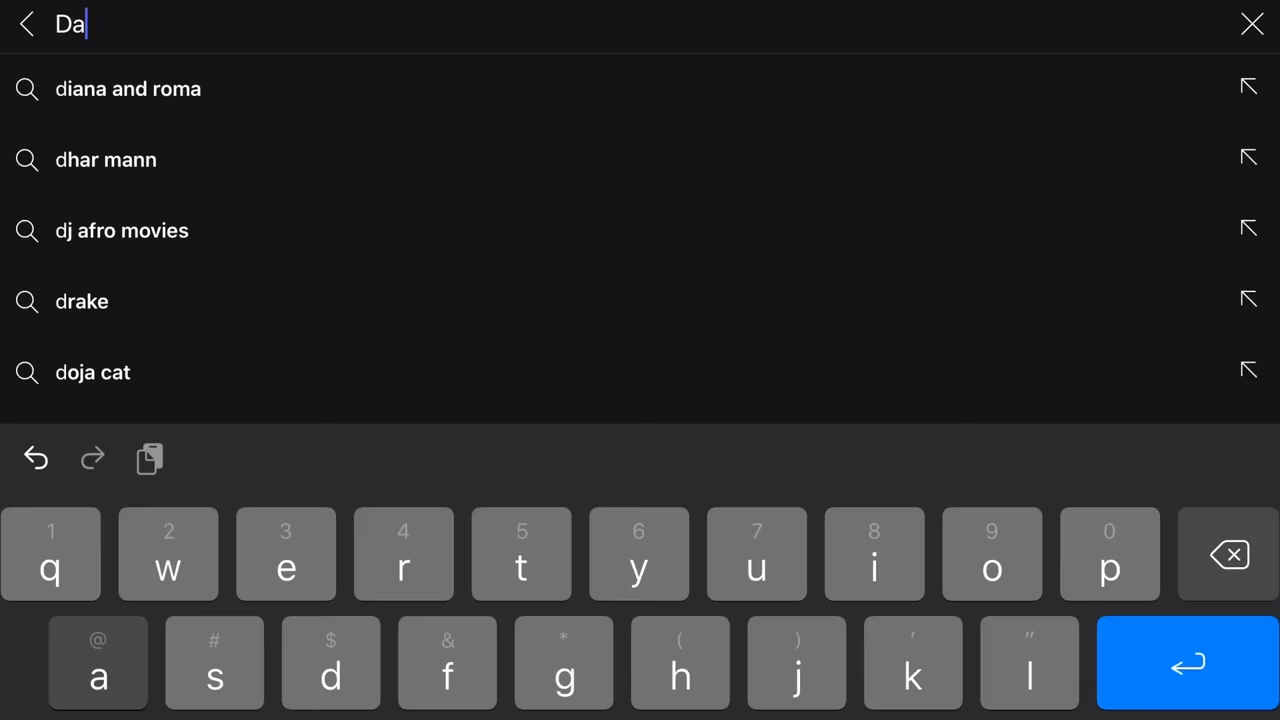 Da
diana and roma
dhar mann
dj afro movies
drake
doja cat
1 2 3 4 5 6 7 8 9 0
q w e r t y u i o p
@ # $ & * ( ) ' "
a s d f g h j k l